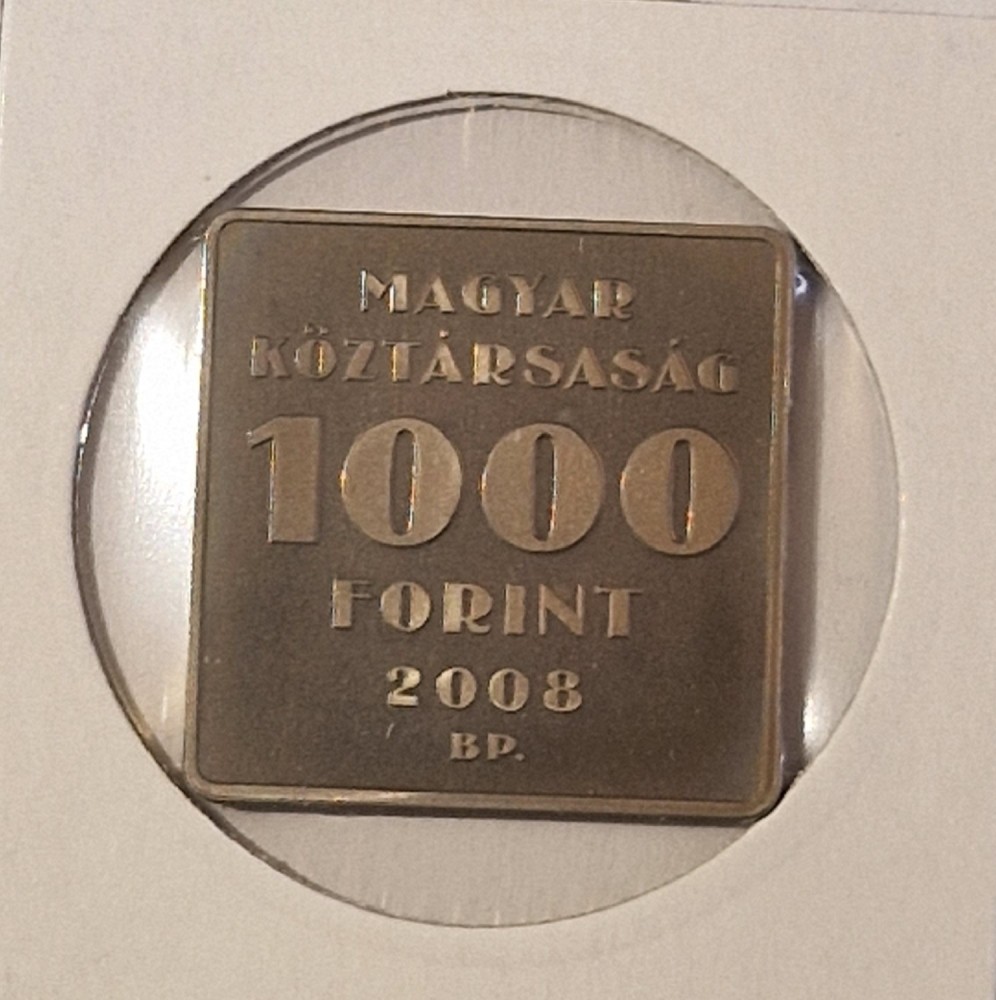 MAGYAR
KÖZTÁRSASÁG
1000
FORINT
2008
BP.